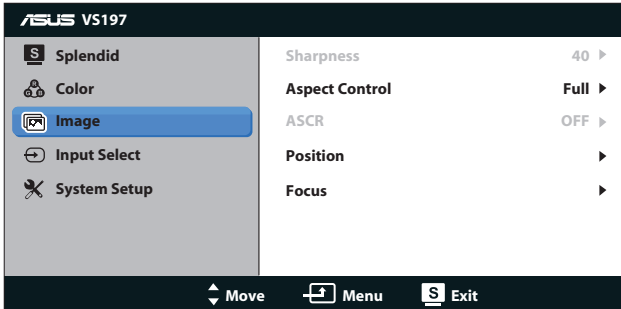 ASUS VS197
S Splendid
Color
Image
Input Select
System Setup
Sharpness 40
Aspect Control Full
ASCR OFF
Position
Focus
Move Menu S Exit